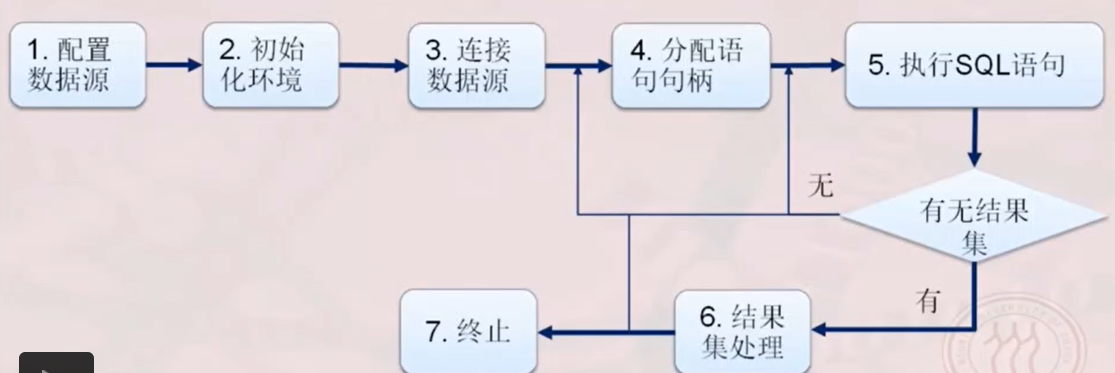 1. 配置
数据源
2. 初始
化环境
3. 连接
数据源
4. 分配语
句句柄
5. 执行SQL语句
无
有无结果
集
有
7. 终止
6. 结果
集处理